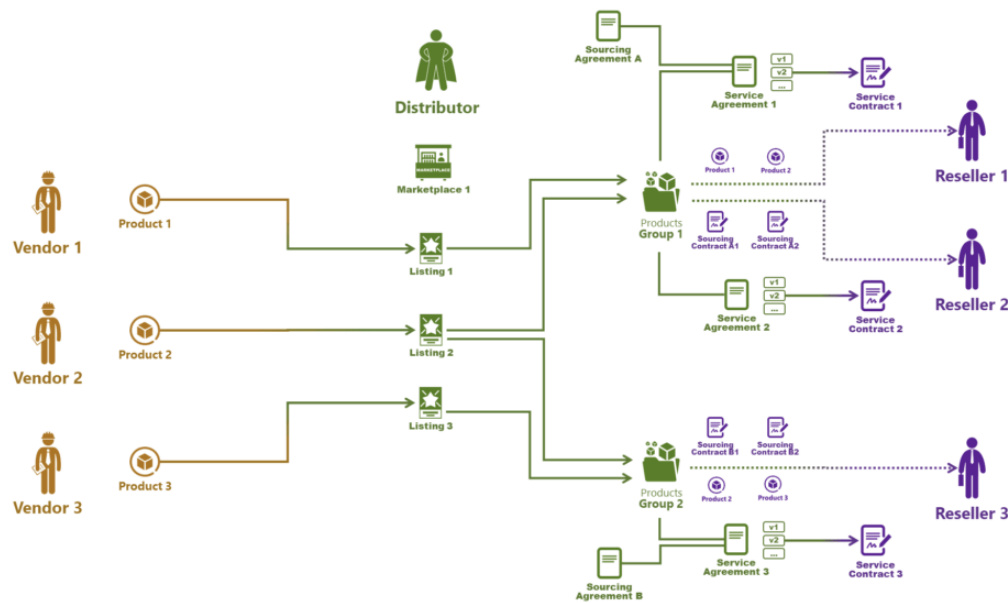 Sourcing
Agreement A
Distributor
MARKETPLACE
Marketplace 1
Service
Agreement 1
v1
v2
...
Service
Contract 1
Reseller 1
Vendor 1
Product 1
Listing 1
Products
Group 1
Product 1
Product 2
Sourcing
Contract A1
Sourcing
Contract A2
Reseller 2
Service
Agreement 2
v1
v2
...
Service
Contract 2
Vendor 2
Product 2
Listing 2
Vendor 3
Product 3
Listing 3
Products
Group 2
Sourcing
Contract B1
Sourcing
Contract B2
Product 2
Product 3
Reseller 3
Sourcing
Agreement B
Service
Agreement 3
v1
v2
...
Service
Contract 3